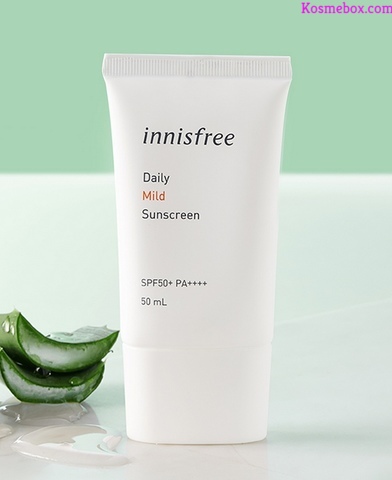 Kosmebox.com
innisfree
Daily
Mild
Sunscreen
SPF50+ PA++++
50 mL